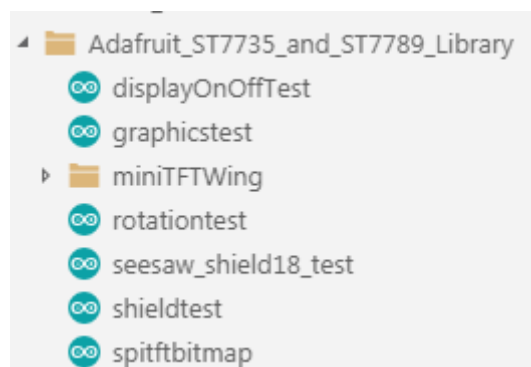 Adafruit_ST7735_and_ST7789_Library
displayOnOffTest
graphicstest
miniTFTWing
rotationtest
seesaw_shield18_test
shieldtest
spitftbitmap